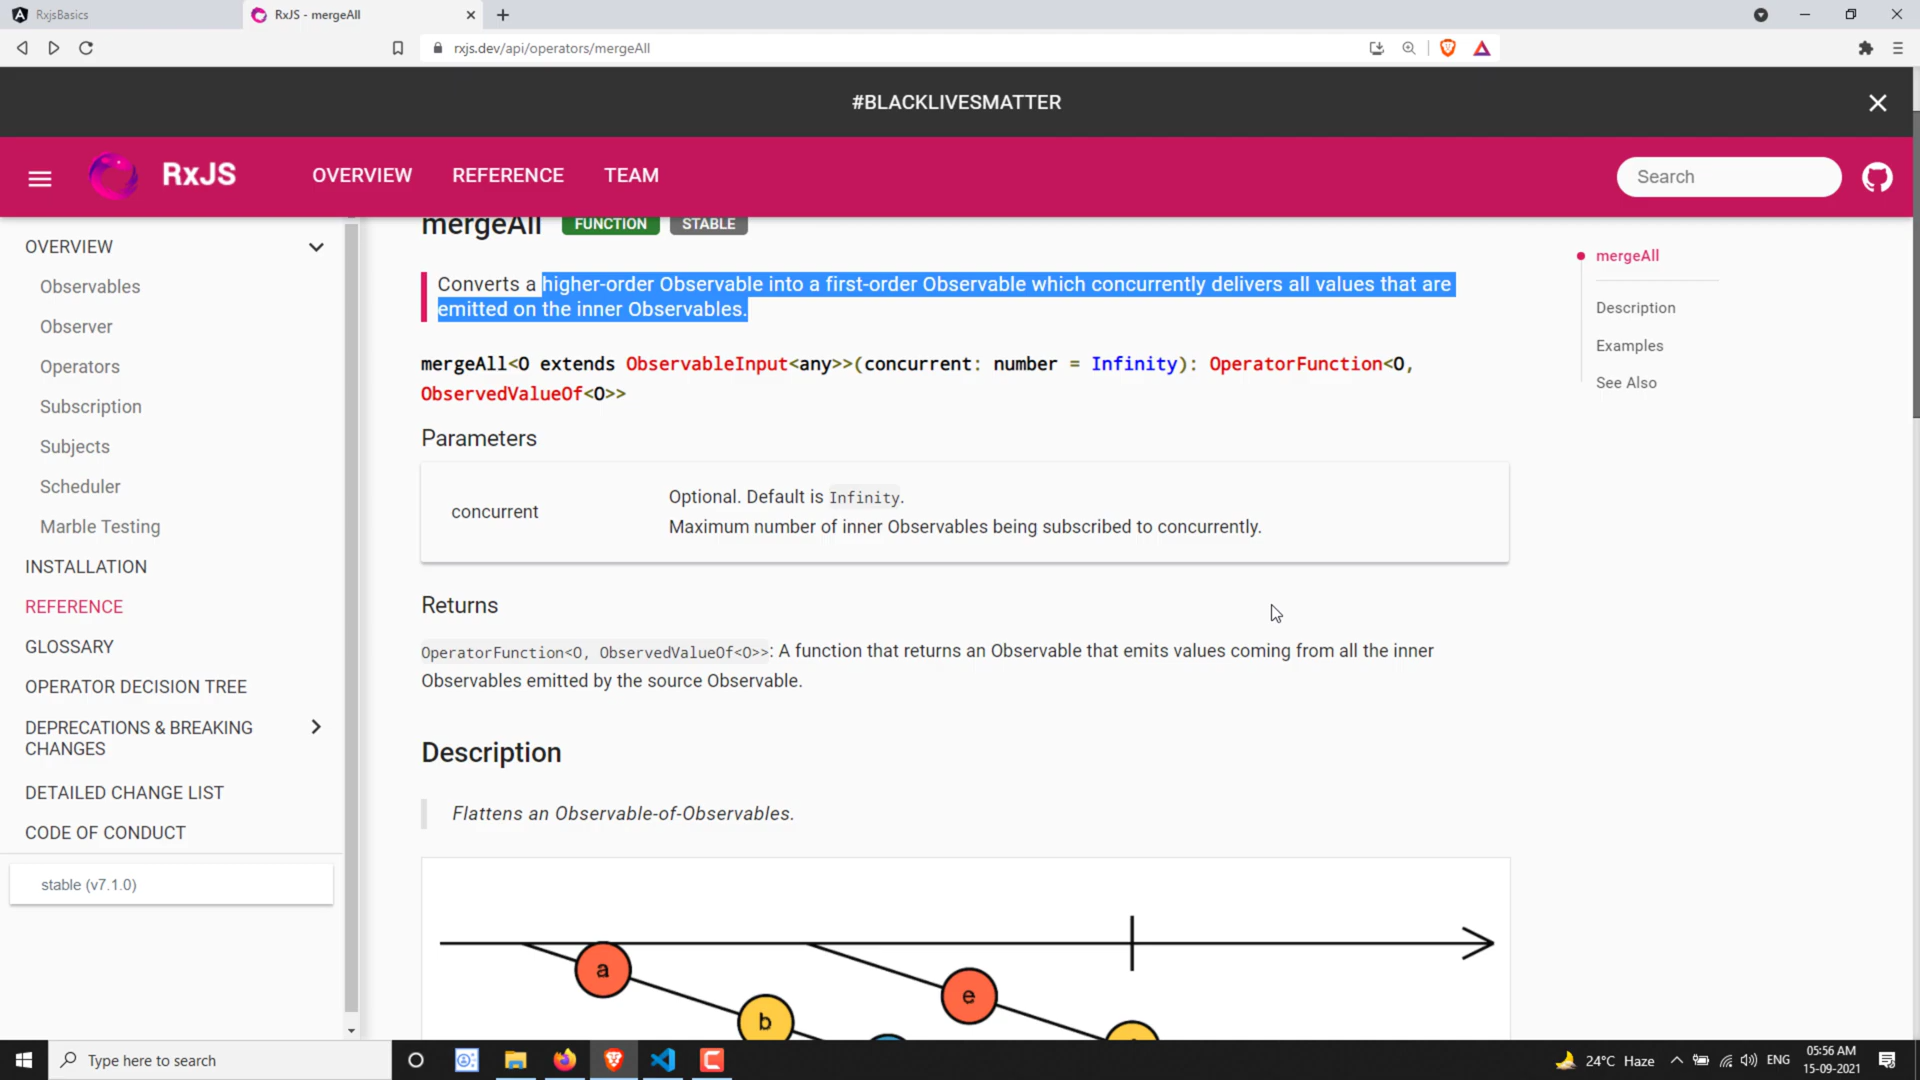 RxjsBasics
RxJS - mergeAll
rxjs.dev/api/operators/mergeAll
#BLACKLIVESMATTER
RxJS
OVERVIEW
REFERENCE
TEAM
Search
OVERVIEW
Observables
Observer
Operators
Subscription
Subjects
Scheduler
Marble Testing
INSTALLATION
REFERENCE
GLOSSARY
OPERATOR DECISION TREE
DEPRECATIONS & BREAKING
CHANGES
DETAILED CHANGE LIST
CODE OF CONDUCT
stable (v7.1.0)
mergeAll FUNCTION STABLE
Converts a higher-order Observable into a first-order Observable which concurrently delivers all values that are
emitted on the inner Observables.
mergeAll<O extends ObservableInput<any>>(concurrent: number = Infinity): OperatorFunction<O,
ObservedValueOf<O>>
Parameters
concurrent
Optional. Default is Infinity.
Maximum number of inner Observables being subscribed to concurrently.
Returns
OperatorFunction<O, ObservedValueOf<O>>: A function that returns an Observable that emits values coming from all the inner
Observables emitted by the source Observable.
Description
Flattens an Observable-of-Observables.
a
b
e
mergeAll
Description
Examples
See Also
Type here to search
24°C Haze
ENG
05:56 AM
15-09-2021